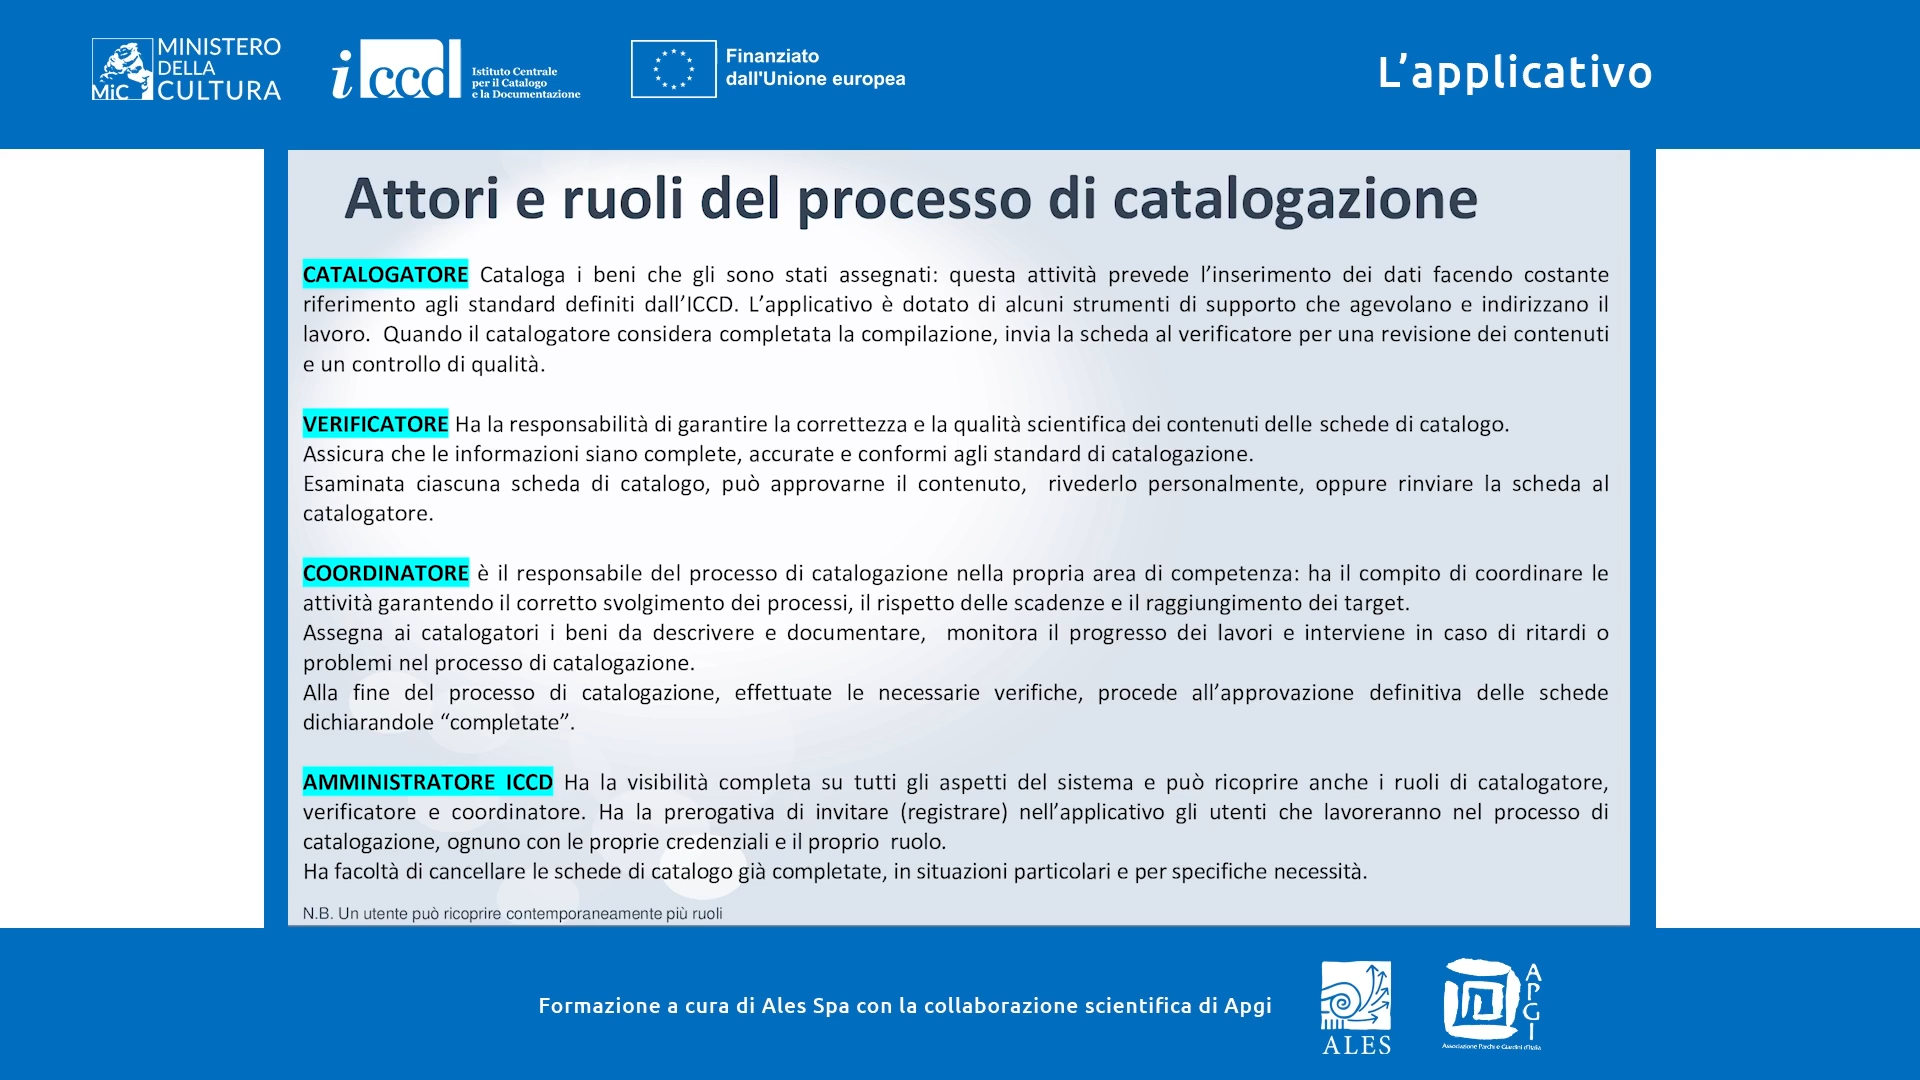 MiC
MINISTERO
DELLA
CULTURA
iccd
Istituto Centrale
per il Catalogo
e la Documentazione
Finanziato
dall'Unione europea
L’applicativo
Attori e ruoli del processo di catalogazione
CATALOGATORE Cataloga i beni che gli sono stati assegnati: questa attività prevede l’inserimento dei dati facendo costante
riferimento agli standard definiti dall’ICCD. L’applicativo è dotato di alcuni strumenti di supporto che agevolano e indirizzano il
lavoro. Quando il catalogatore considera completata la compilazione, invia la scheda al verificatore per una revisione dei contenuti
e un controllo di qualità.
VERIFICATORE Ha la responsabilità di garantire la correttezza e la qualità scientifica dei contenuti delle schede di catalogo.
Assicura che le informazioni siano complete, accurate e conformi agli standard di catalogazione.
Esaminata ciascuna scheda di catalogo, può approvarne il contenuto, rivederlo personalmente, oppure rinviare la scheda al
catalogatore.
COORDINATORE è il responsabile del processo di catalogazione nella propria area di competenza: ha il compito di coordinare le
attività garantendo il corretto svolgimento dei processi, il rispetto delle scadenze e il raggiungimento dei target.
Assegna ai catalogatori i beni da descrivere e documentare, monitora il progresso dei lavori e interviene in caso di ritardi o
problemi nel processo di catalogazione.
Alla fine del processo di catalogazione, effettuate le necessarie verifiche, procede all’approvazione definitiva delle schede
dichiarandole “completate”.
AMMINISTRATORE ICCD Ha la visibilità completa su tutti gli aspetti del sistema e può ricoprire anche i ruoli di catalogatore,
verificatore e coordinatore. Ha la prerogativa di invitare (registrare) nell’applicativo gli utenti che lavoreranno nel processo di
catalogazione, ognuno con le proprie credenziali e il proprio ruolo.
Ha facoltà di cancellare le schede di catalogo già completate, in situazioni particolari e per specifiche necessità.
N.B. Un utente può ricoprire contemporaneamente più ruoli
Formazione a cura di Ales Spa con la collaborazione scientifica di Apgi
ALES
APGI
Associazione Parchi e Giardini d'Italia